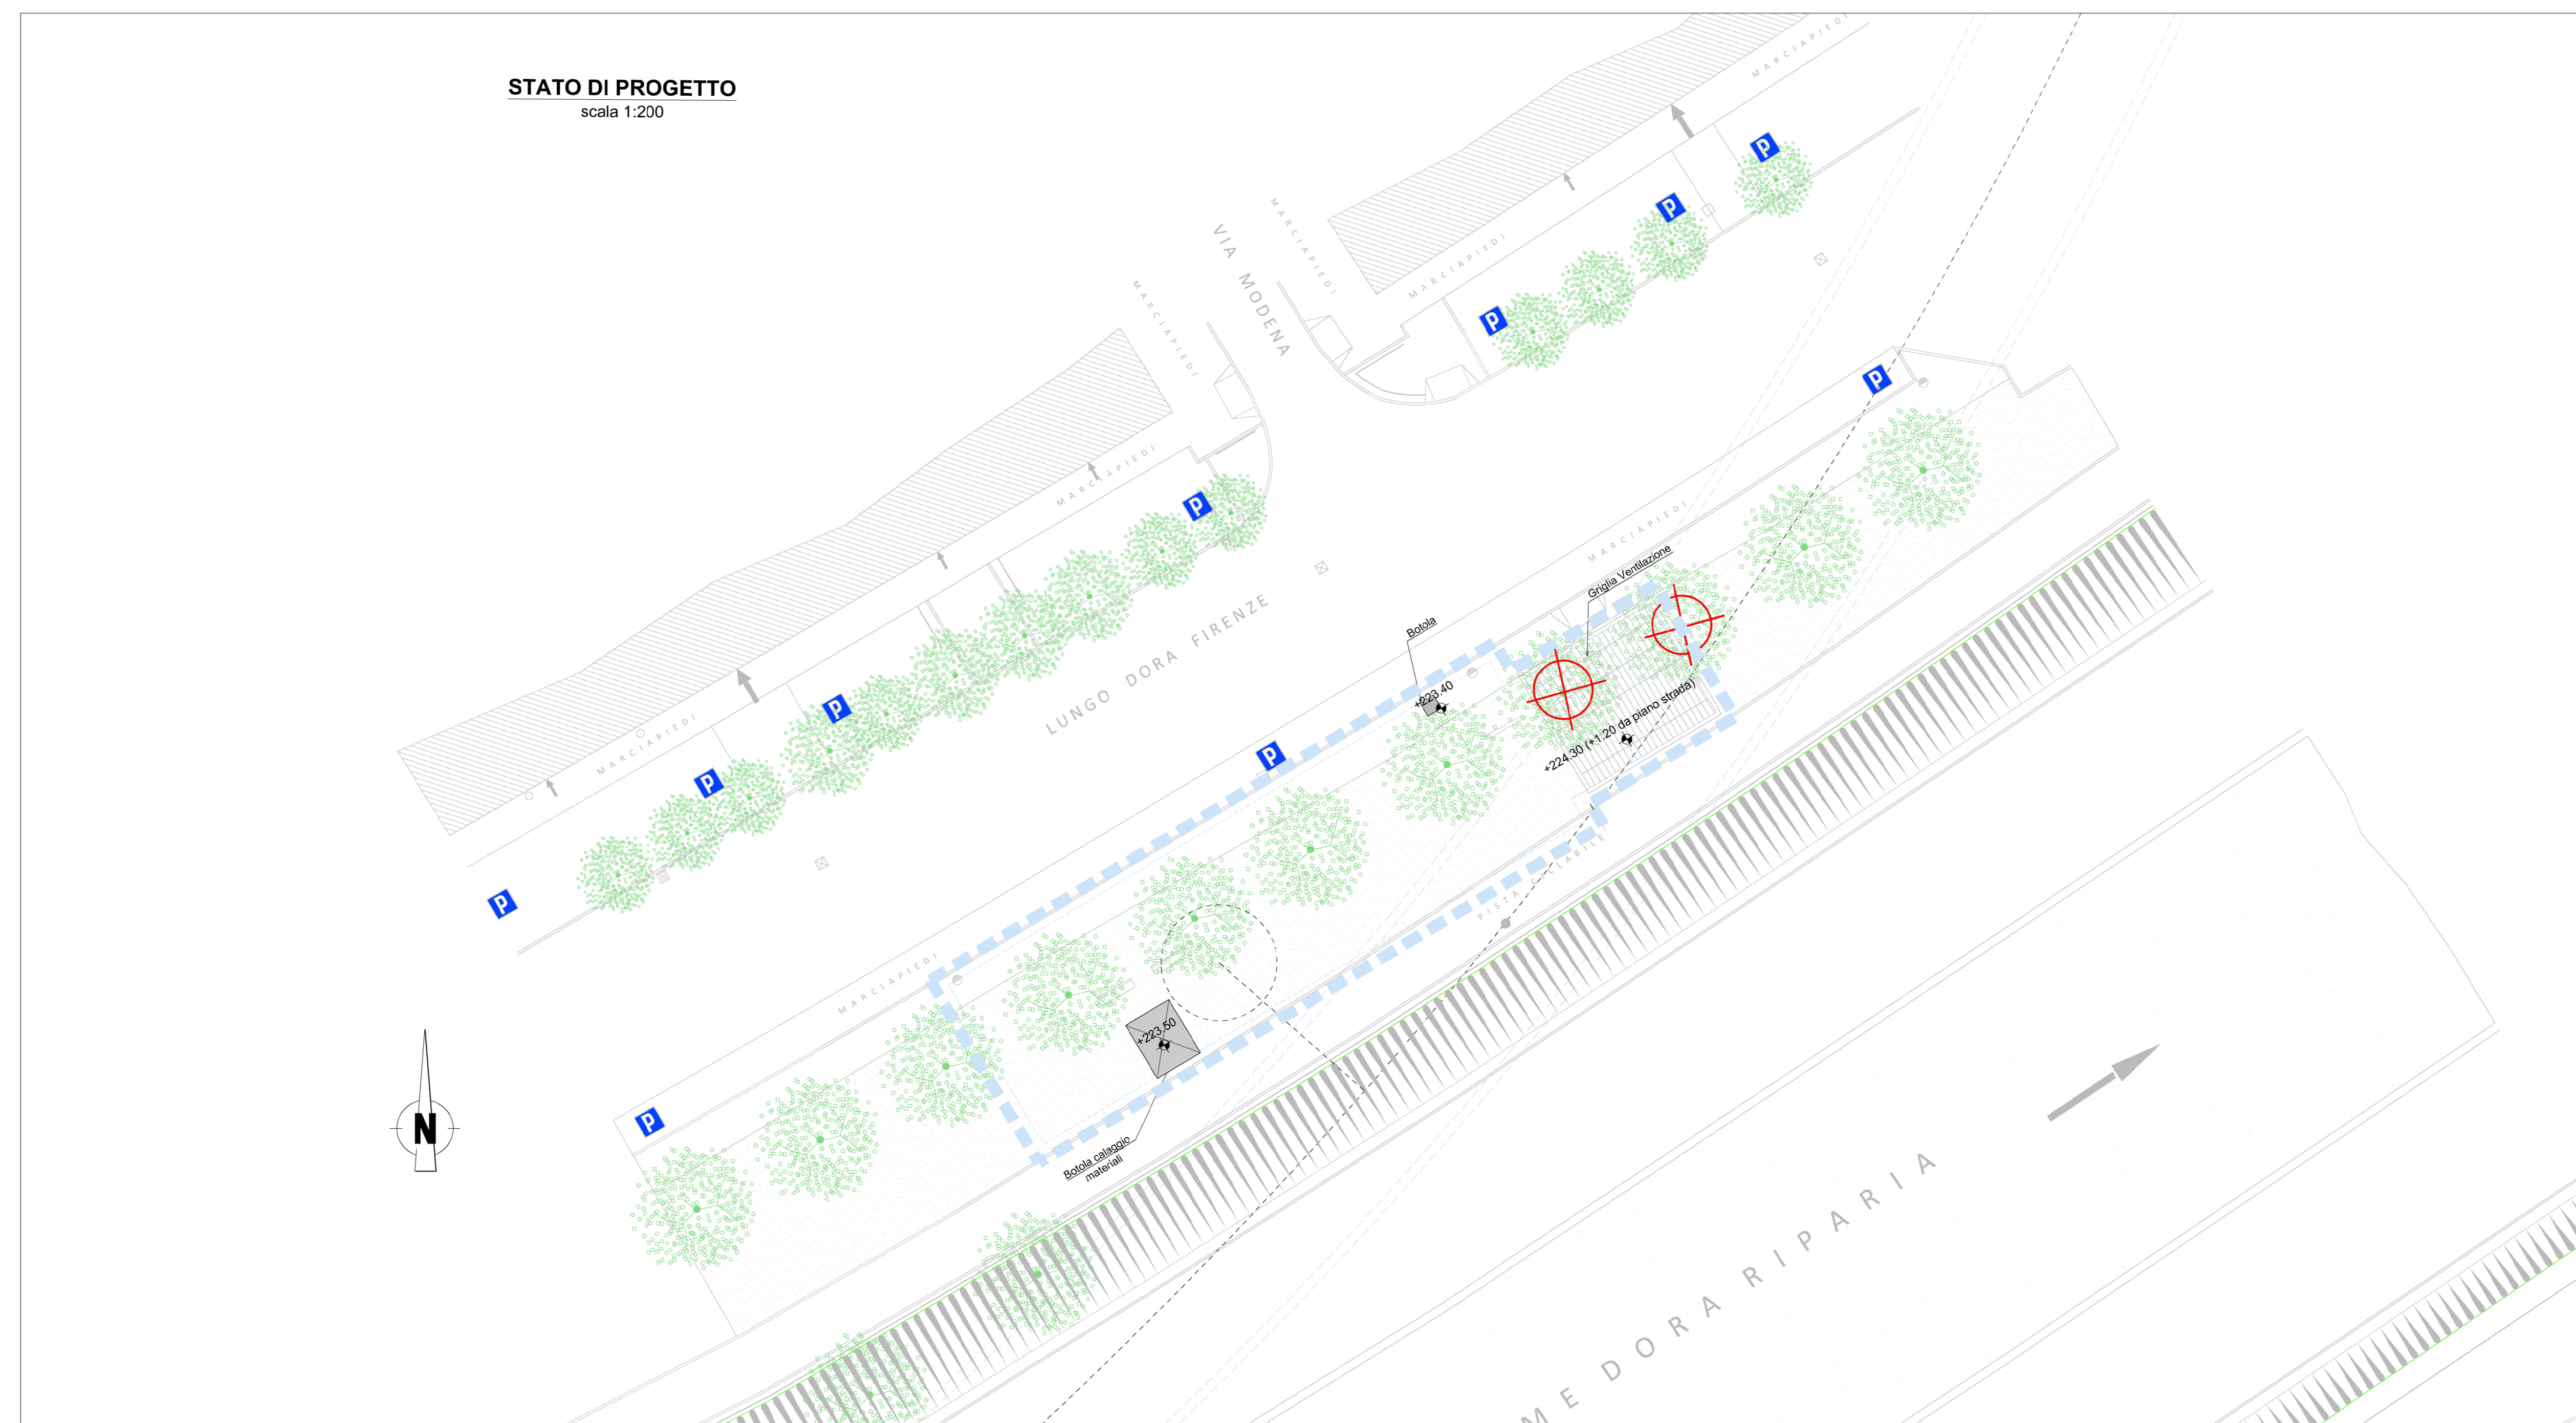 STATO DI PROGETTO
scala 1:200
MARCIAPIEDI
P
P
P
P
MARCIAPIEDI
VIA MODENA
MARCIAPIEDI
MARCIAPIEDI
P
MARCIAPIEDI
P
MARCIAPIEDI
Griglia Ventilazione
LUNGO DORA FIRENZE
Botola
+223.40
+224.30 (+1.20 da piano strada)
P
P
MARCIAPIEDI
P
P
PISTA CICLABILE
MARCIAPIEDI
+223.50
Botola calaggio
materiali
P
N
ME DORA RIPARIA